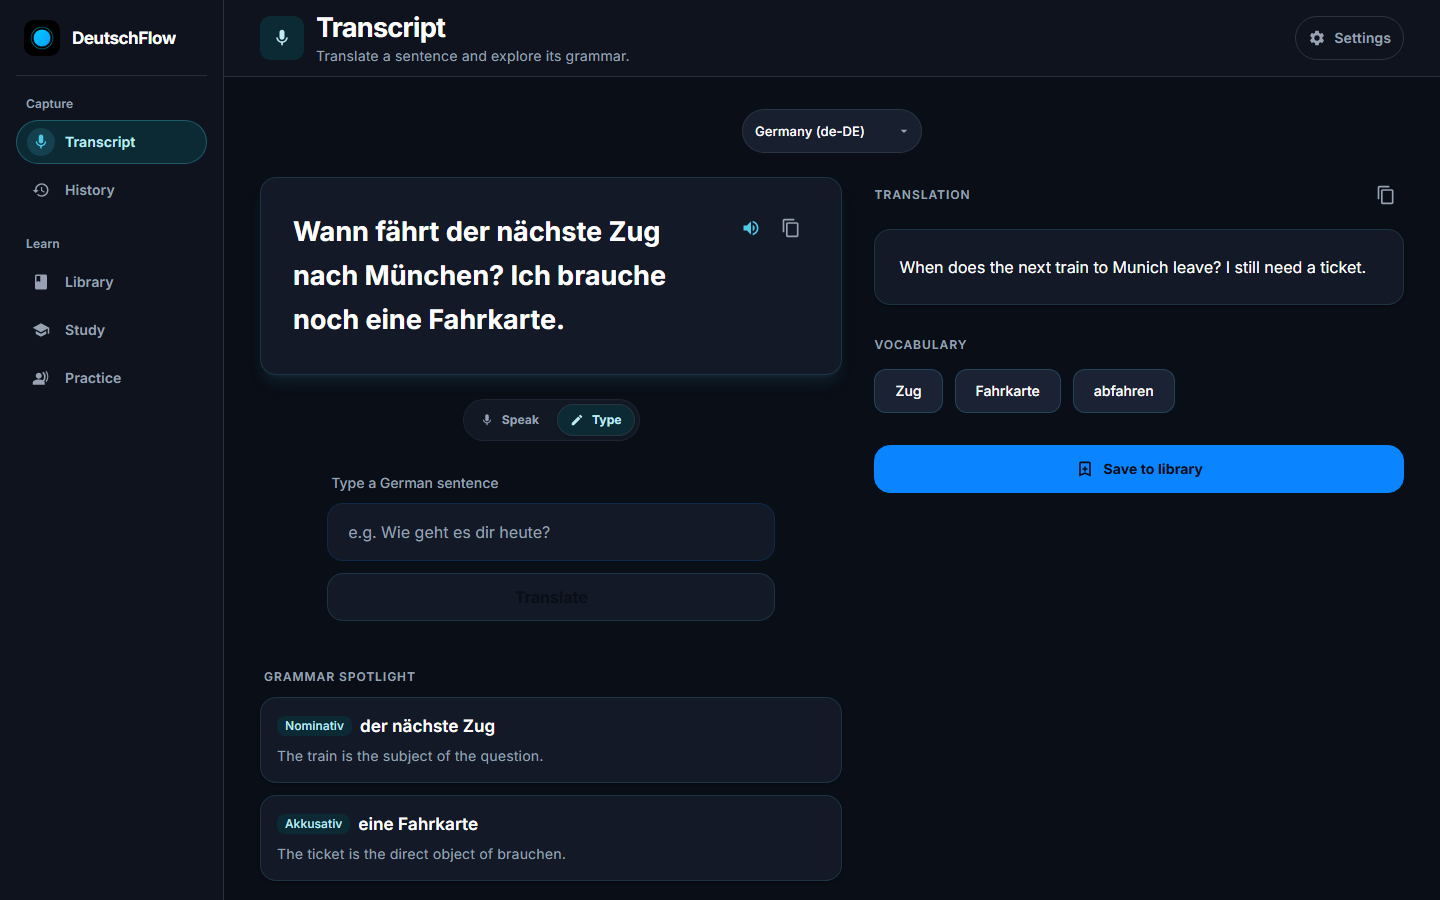 DeutschFlow
Capture
Transcript
History
Learn
Library
Study
Practice
Transcript
Translate a sentence and explore its grammar.
Settings
Germany (de-DE)
Wann fährt der nächste Zug
nach München? Ich brauche
noch eine Fahrkarte.
Speak
Type
Type a German sentence
e.g. Wie geht es dir heute?
Translate
GRAMMAR SPOTLIGHT
Nominativ der nächste Zug
The train is the subject of the question.
Akkusativ eine Fahrkarte
The ticket is the direct object of brauchen.
TRANSLATION
When does the next train to Munich leave? I still need a ticket.
VOCABULARY
Zug
Fahrkarte
abfahren
Save to library